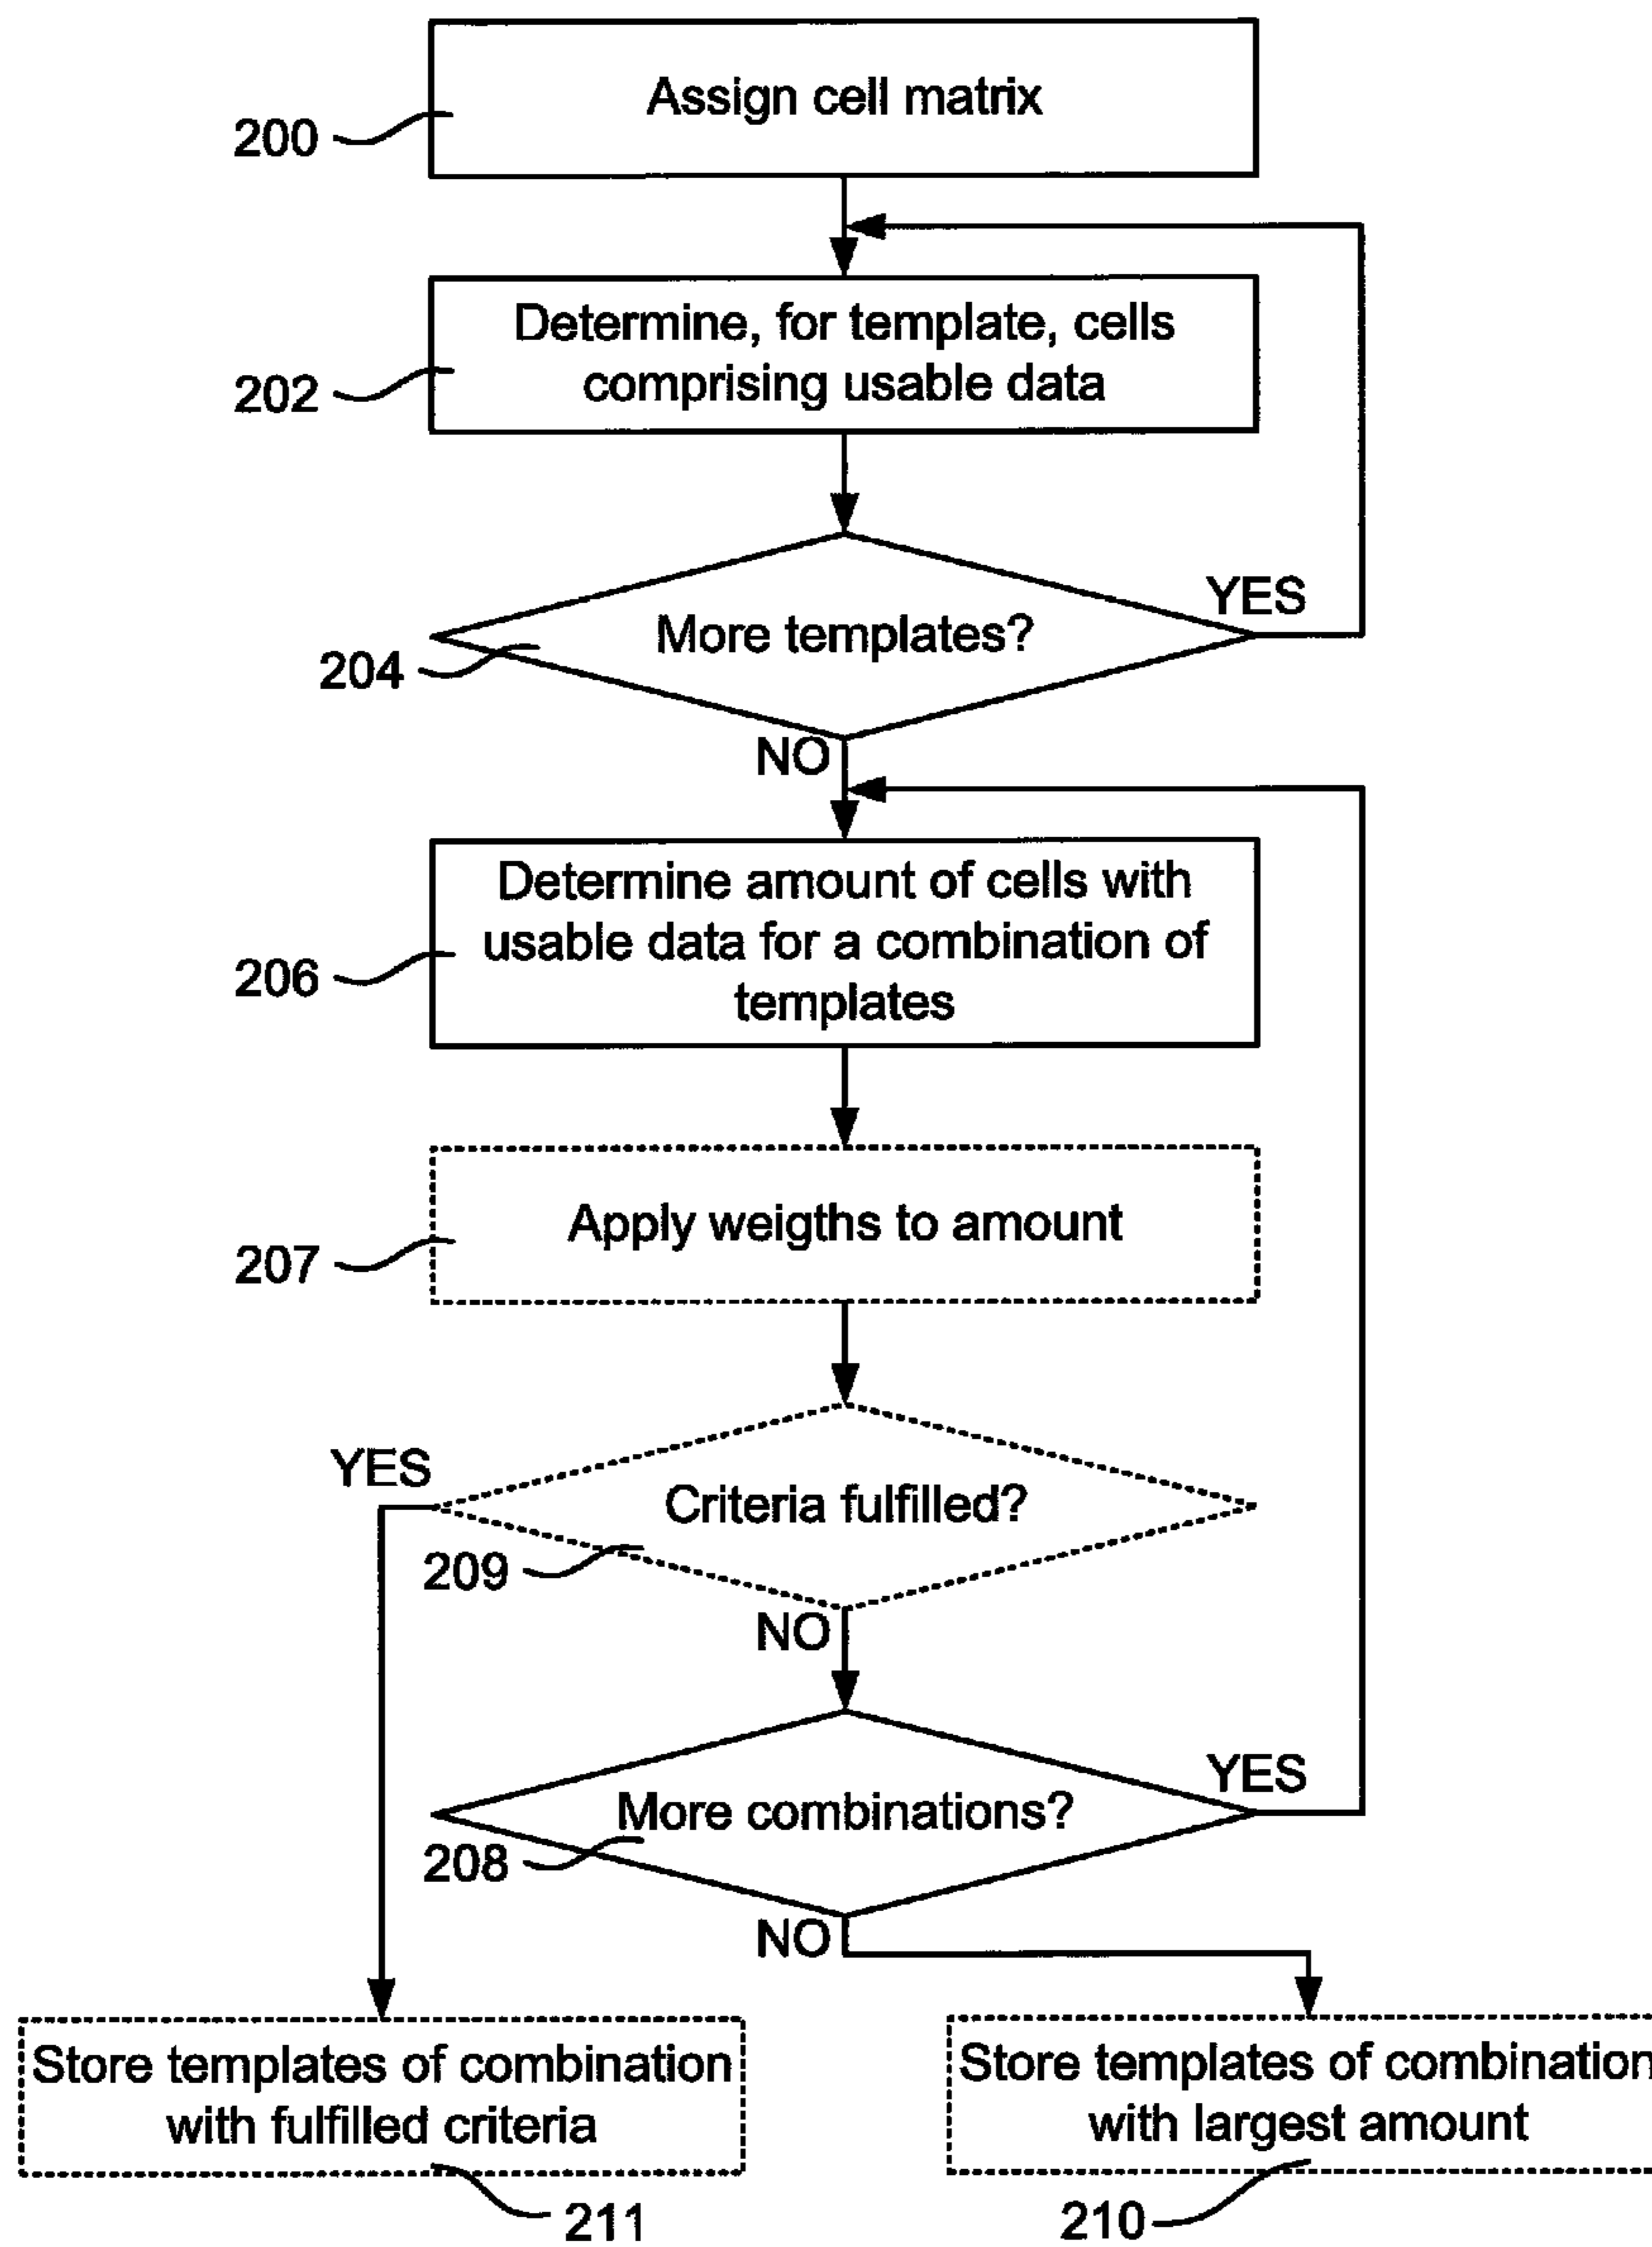 Assign cell matrix
200
Determine, for template, cells
comprising usable data
202
YES
More templates?
204
NO
Determine amount of cells with
usable data for a combination of
templates
206
Apply weigths to amount
207
YES
Criteria fulfilled?
209
NO
YES
More combinations?
208
NO
Store templates of combination
with fulfilled criteria
Store templates of combination
with largest amount
211
210